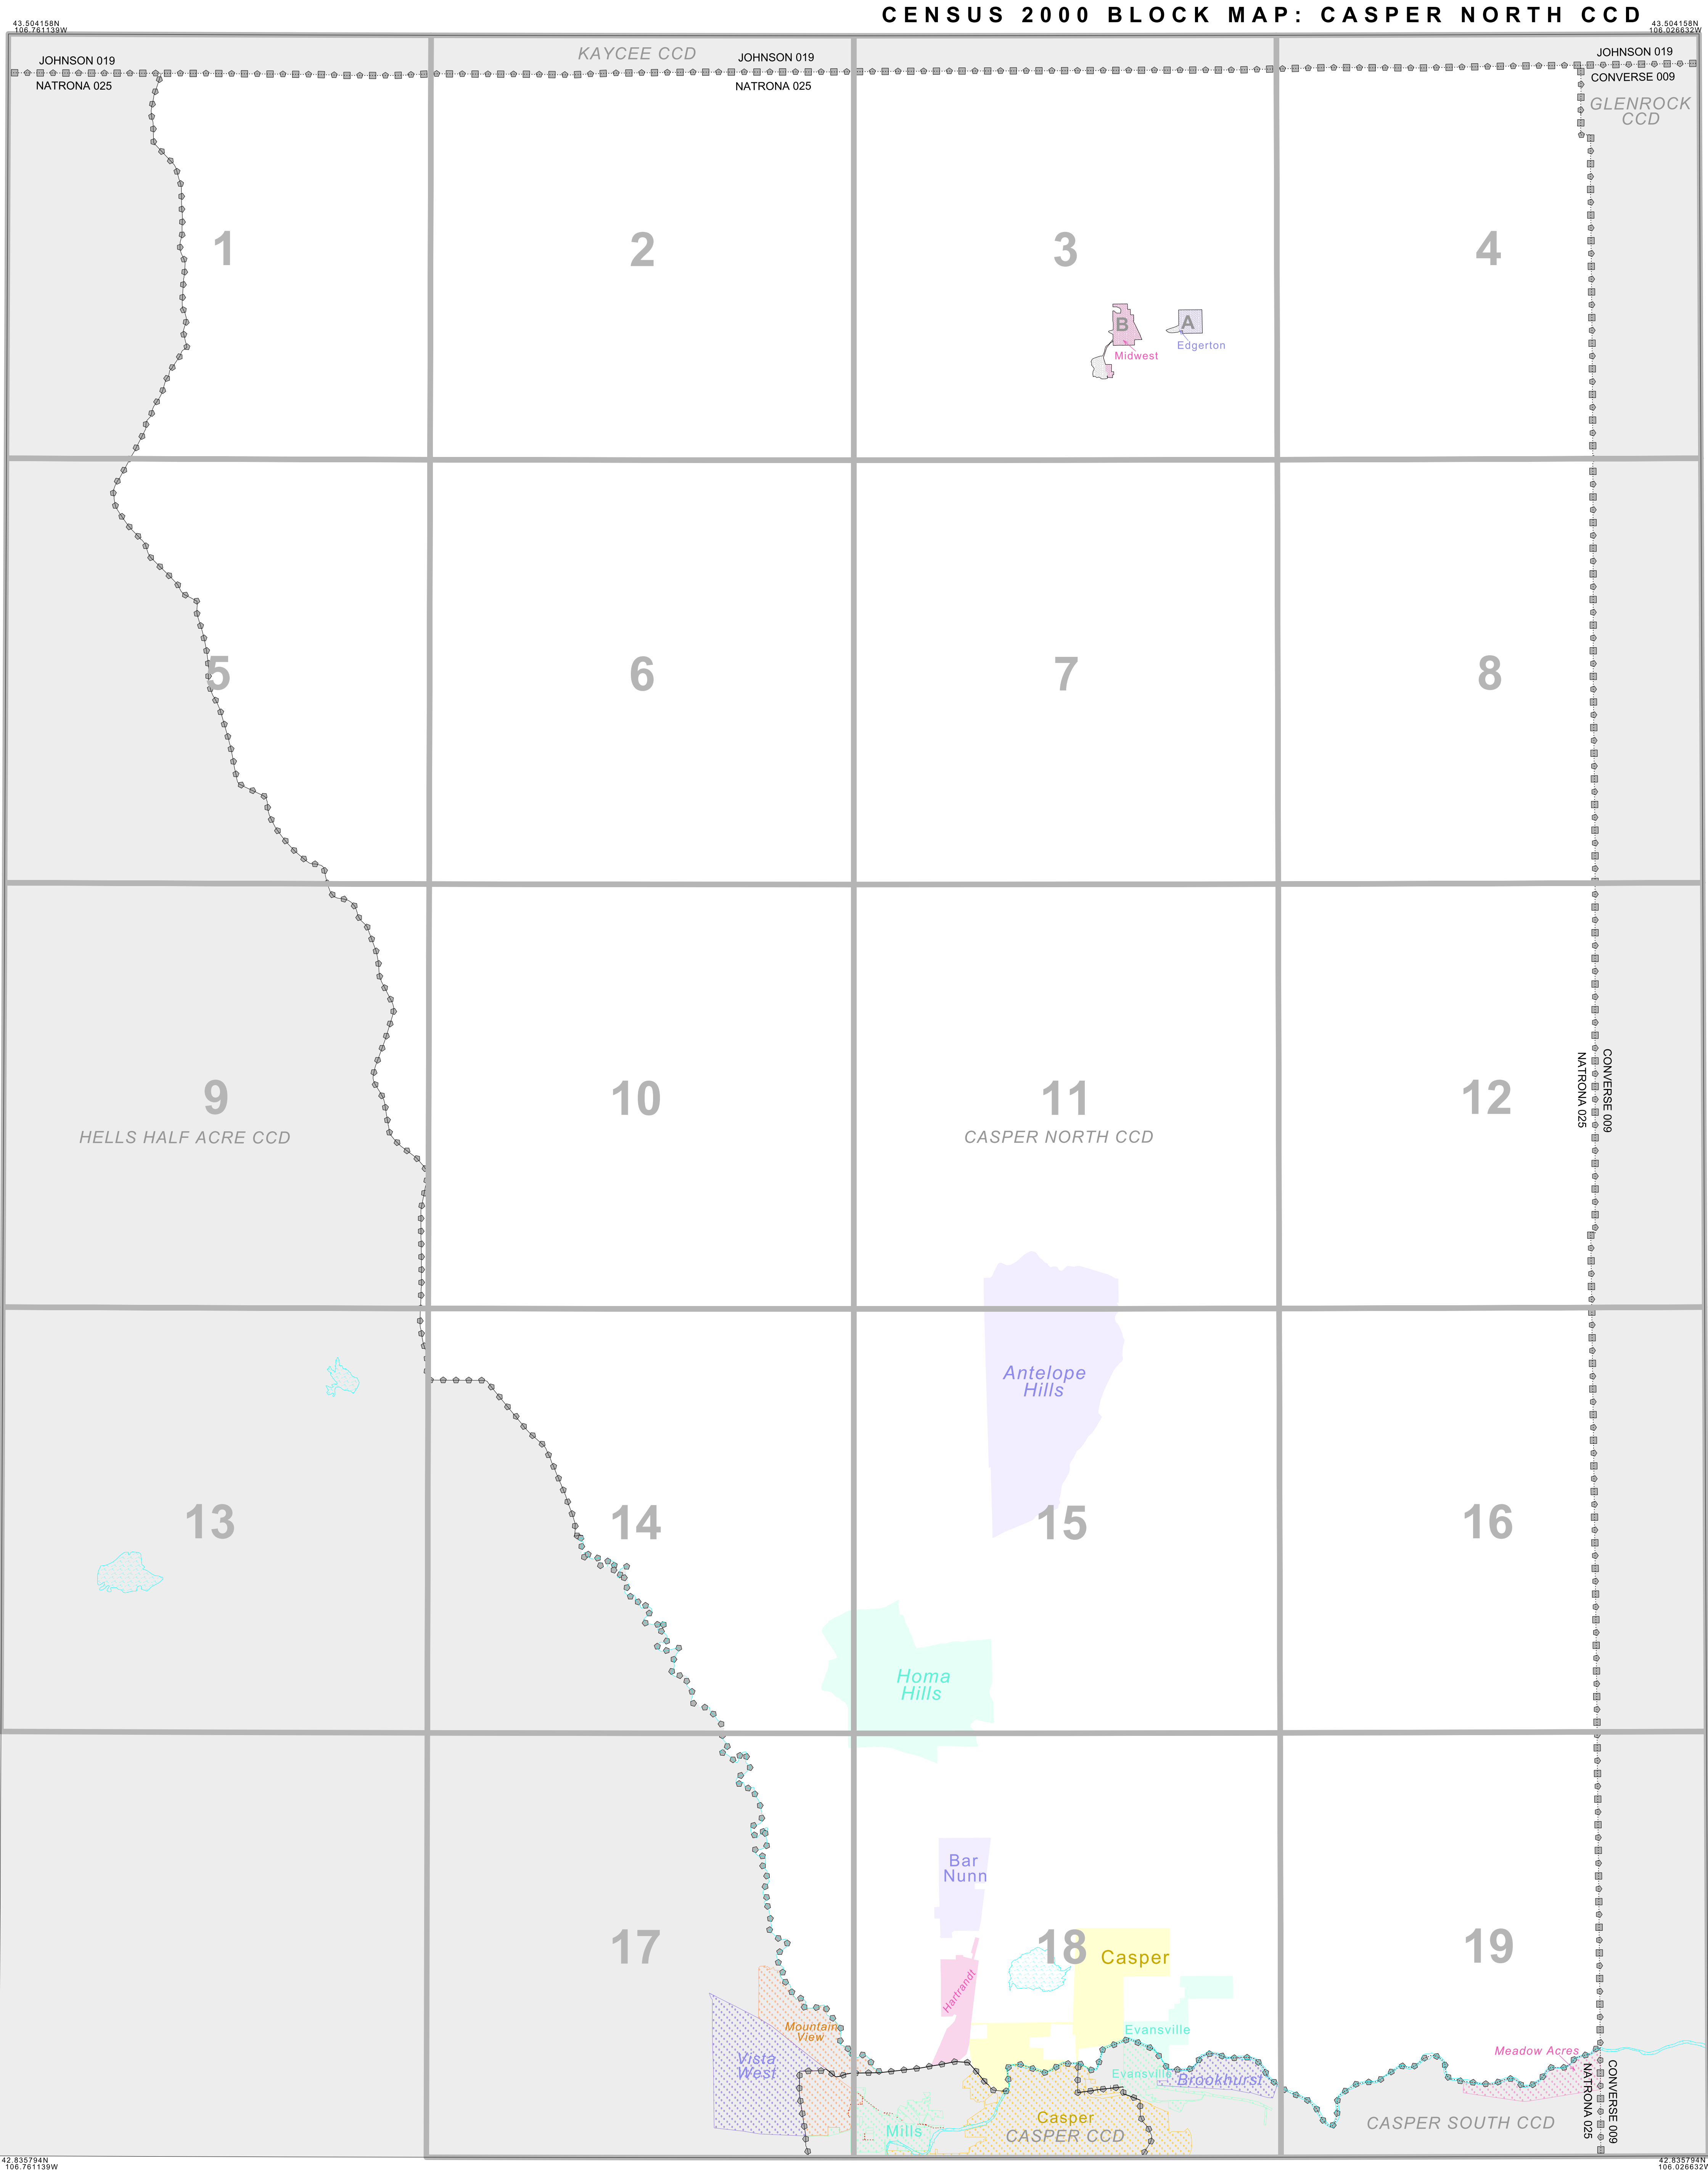 CENSUS 2000 BLOCK MAP: CASPER NORTH CCD
43.504158N
106.761139W
43.504158N
106.026632W
JOHNSON 019
NATRONA 025
KAYCEE CCD
JOHNSON 019
NATRONA 025
JOHNSON 019
CONVERSE 009
GLENROCK
CCD
1
2
3
4
B
A
Midwest
Edgerton
5
6
7
8
9
10
11
12
HELLS HALF ACRE CCD
CASPER NORTH CCD
NATRONA 025
CONVERSE 009
Antelope
Hills
13
14
15
16
Homa
Hills
Bar
Nunn
17
18
19
Casper
Hartrandt
Mountain
View
Evansville
Vista
West
Meadow Acres
Evansville
Brookhurst
NATRONA 025
CONVERSE 009
Mills
Casper
CASPER CCD
CASPER SOUTH CCD
42.835794N
106.761139W
42.835794N
106.026632W